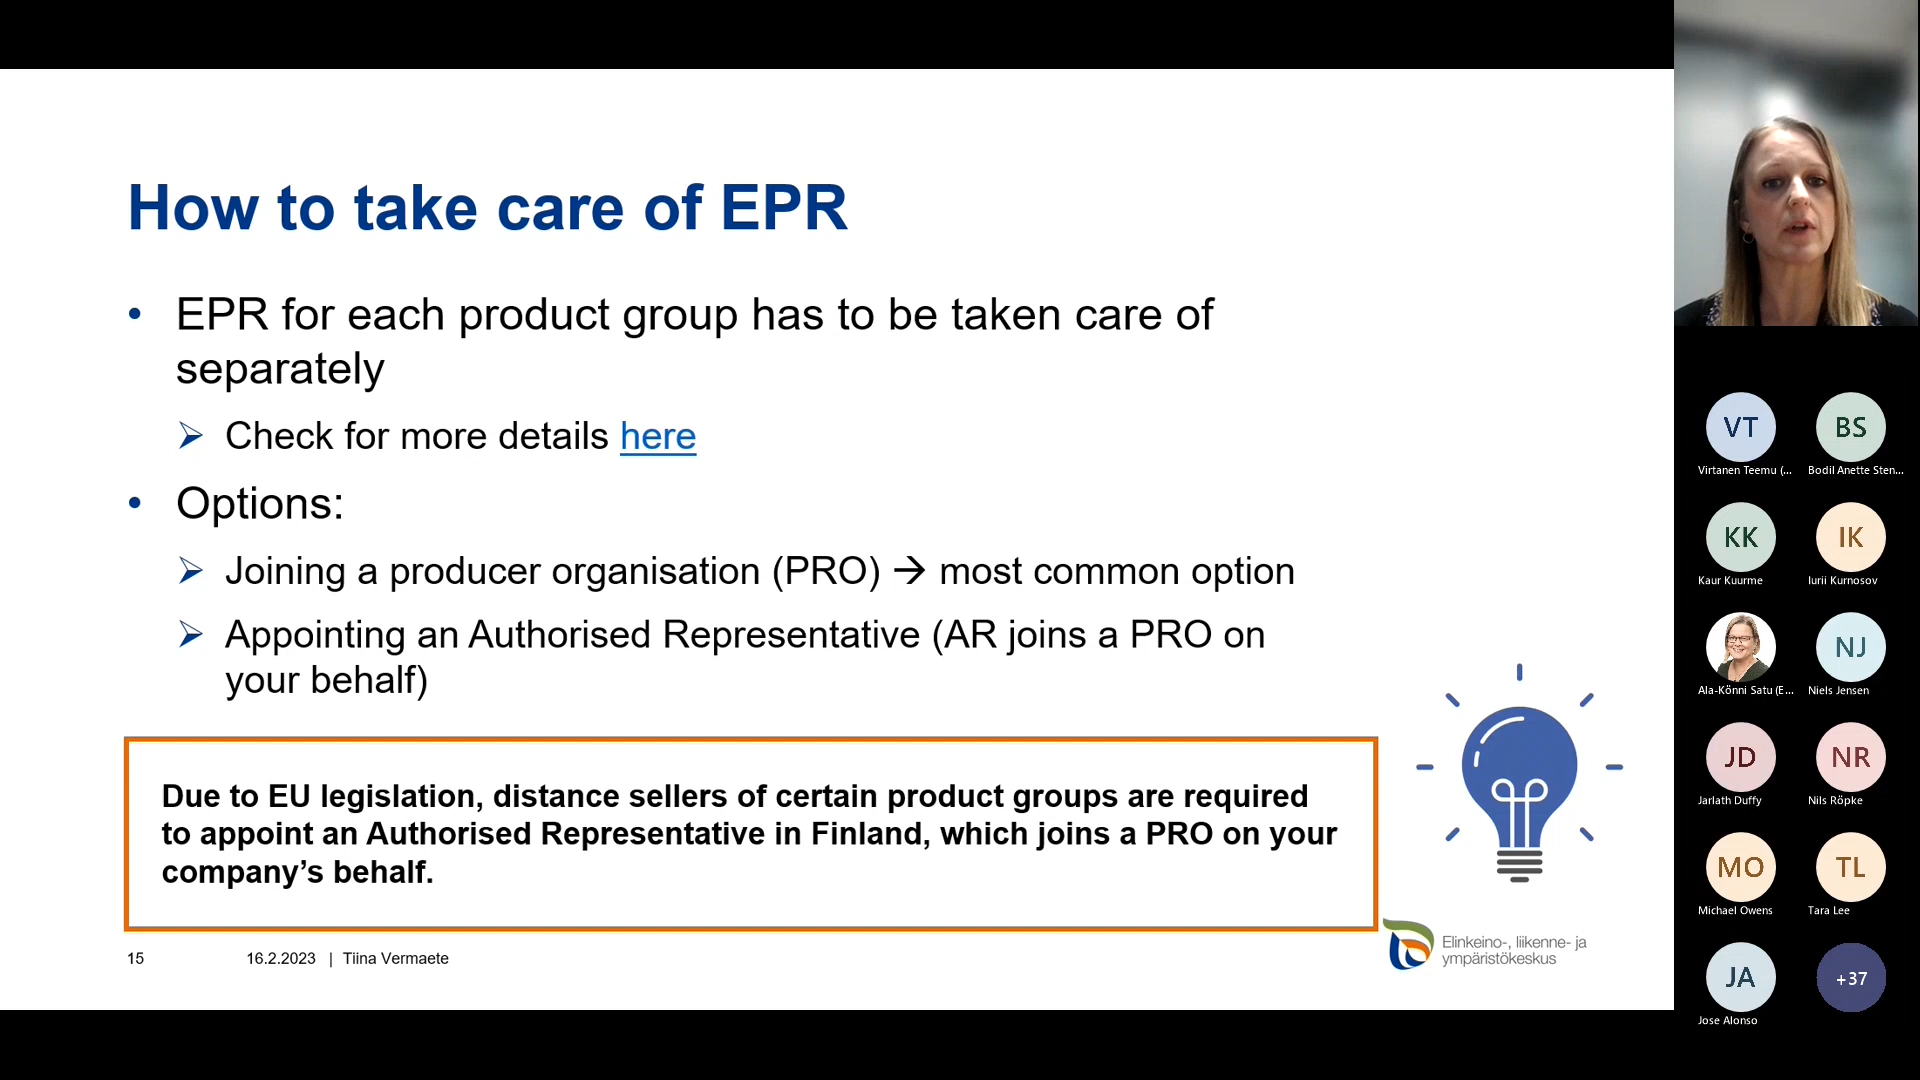 How to take care of EPR
• EPR for each product group has to be taken care of
separately
➢ Check for more details here
• Options:
➢ Joining a producer organisation (PRO) → most common option
➢ Appointing an Authorised Representative (AR joins a PRO on
your behalf)
Due to EU legislation, distance sellers of certain product groups are required
to appoint an Authorised Representative in Finland, which joins a PRO on your
company’s behalf.
15 16.2.2023 | Tiina Vermaete
Elinkeino-, liikenne- ja
ympäristökeskus
VT BS
Virtanen Teemu (... Bodil Anette Sten...
KK IK
Kaur Kuurme Iurii Kurnosov
NJ
Ala-Könni Satu (E... Niels Jensen
JD NR
Jarlath Duffy Nils Röpke
MO TL
Michael Owens Tara Lee
JA +37
Jose Alonso